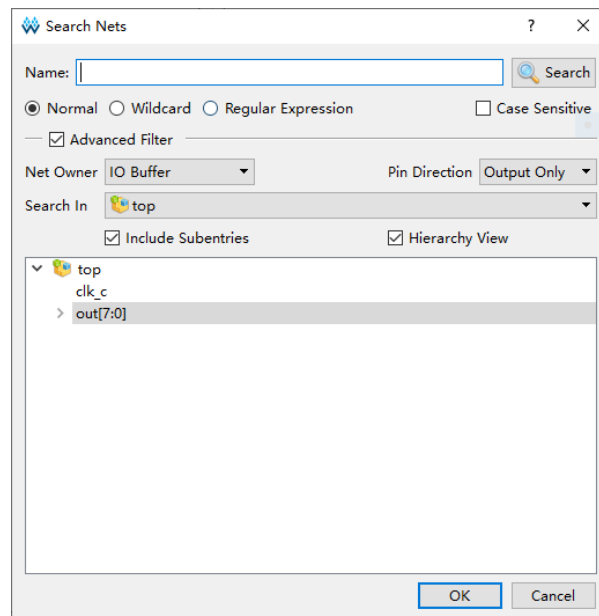 Search Nets ?
Name: Search
Normal Wildcard Regular Expression Case Sensitive
Advanced Filter
Net Owner IO Buffer Pin Direction Output Only
Search In top
Include Subentries Hierarchy View
top
clk_c
out[7:0]
OK Cancel